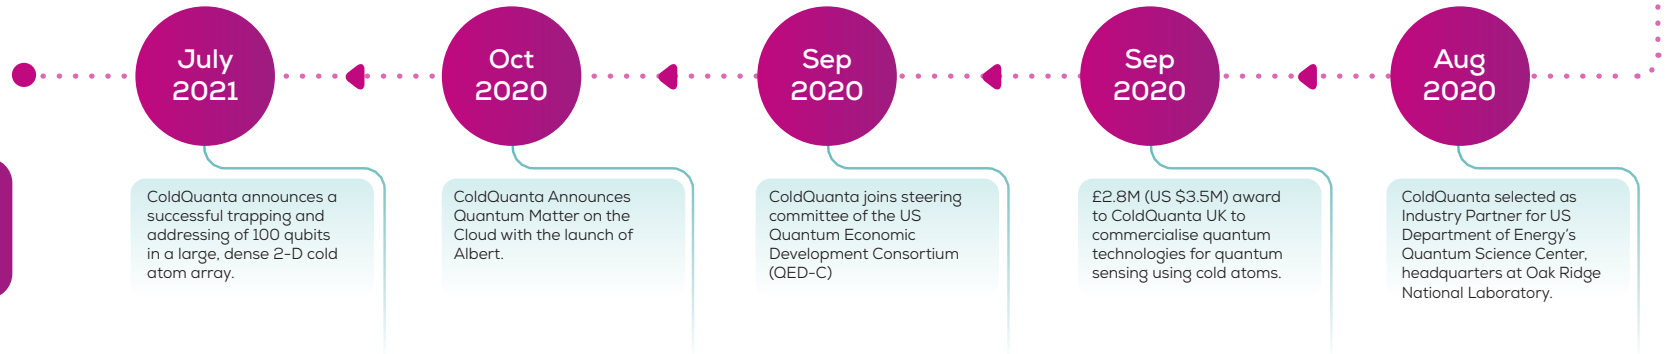 July
2021
ColdQuanta announces a
successful trapping and
addressing of 100 qubits
in a large, dense 2-D cold
atom array.
Oct
2020
ColdQuanta Announces
Quantum Matter on the
Cloud with the launch of
Albert.
Sep
2020
ColdQuanta joins steering
committee of the US
Quantum Economic
Development Consortium
(QED-C)
Sep
2020
£2.8M (US $3.5M) award
to ColdQuanta UK to
commercialise quantum
technologies for quantum
sensing using cold atoms.
Aug
2020
ColdQuanta selected as
Industry Partner for US
Department of Energy’s
Quantum Science Center,
headquarters at Oak Ridge
National Laboratory.